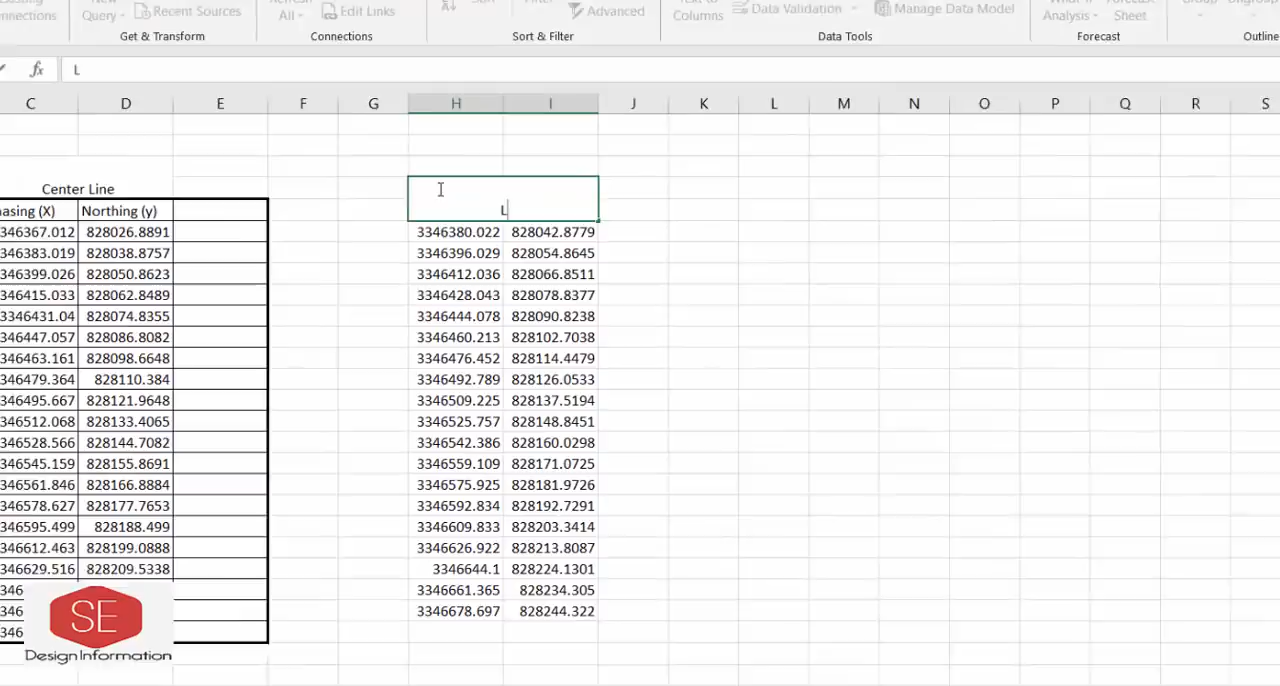 Query
All
Recent Sources
Edit Links
Advanced
Columns
Data Validation
Manage Data Model
Analysis
Sheet
Get & Transform
Connections
Sort & Filter
Data Tools
Forecast
Outline
fx L
C D E F G H I J K L M N O P Q R S
Center Line
asing (X) Northing (y) L
346367.012 828026.8891 3346380.022 828042.8779
346383.019 828038.8757 3346396.029 828054.8645
346399.026 828050.8623 3346412.036 828066.8511
346415.033 828062.8489 3346428.043 828078.8377
3346431.04 828074.8355 3346444.078 828090.8238
346447.057 828086.8082 3346460.213 828102.7038
346463.161 828098.6648 3346476.452 828114.4479
346479.364 828110.384 3346492.789 828126.0533
346495.667 828121.9648 3346509.225 828137.5194
346512.068 828133.4065 3346525.757 828148.8451
346528.566 828144.7082 3346542.386 828160.0298
346545.159 828155.8691 3346559.109 828171.0725
346561.846 828166.8884 3346575.925 828181.9726
346578.627 828177.7653 3346592.834 828192.7291
346595.499 828188.499 3346609.833 828203.3414
346612.463 828199.0888 3346626.922 828213.8087
346629.516 828209.5338 3346644.1 828224.1301
346 3346661.365 828234.305
346 3346678.697 828244.322
346
SE
Design Information